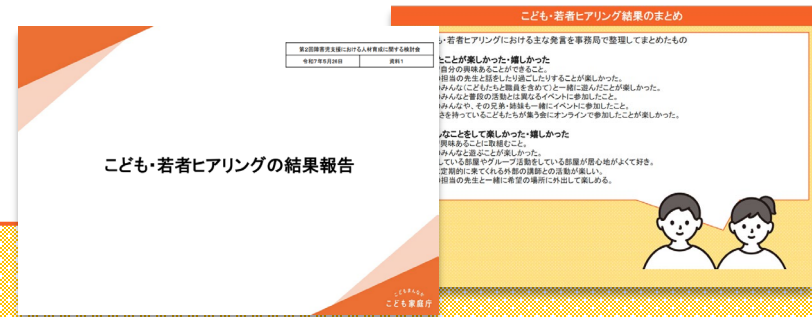 第2回障害児支援における人材育成に関する検討会
令和7年5月26日 資料1
こども・若者ヒアリングの結果報告
こどもまんなか
こども家庭庁
こども・若者ヒアリング結果のまとめ
・若者ヒアリングにおける主な発言を事務局で整理してまとめたもの
たことが楽しかった・嬉しかった
自分の興味あることができること。
担当の先生と話をしたり過ごしたりすることが楽しかった。
みんな(こどもたちと職員を含めて)と一緒に遊んだことが楽しかった。
みんなと普段の活動とは異なるイベントに参加したこと。
みんなや、その兄弟・姉妹も一緒にイベントに参加したこと。
さを持っているこどもたちが集う会にオンラインで参加したことが楽しかった。
なことをして楽しかった・嬉しかった
興味あることに取組むこと。
みんなと遊ぶことが楽しかった。
している部屋やグループ活動をしている部屋が居心地がよくて好き。
定期的に来てくれる外部の講師との活動が楽しい。
担当の先生と一緒に希望の場所に外出して楽しめる。